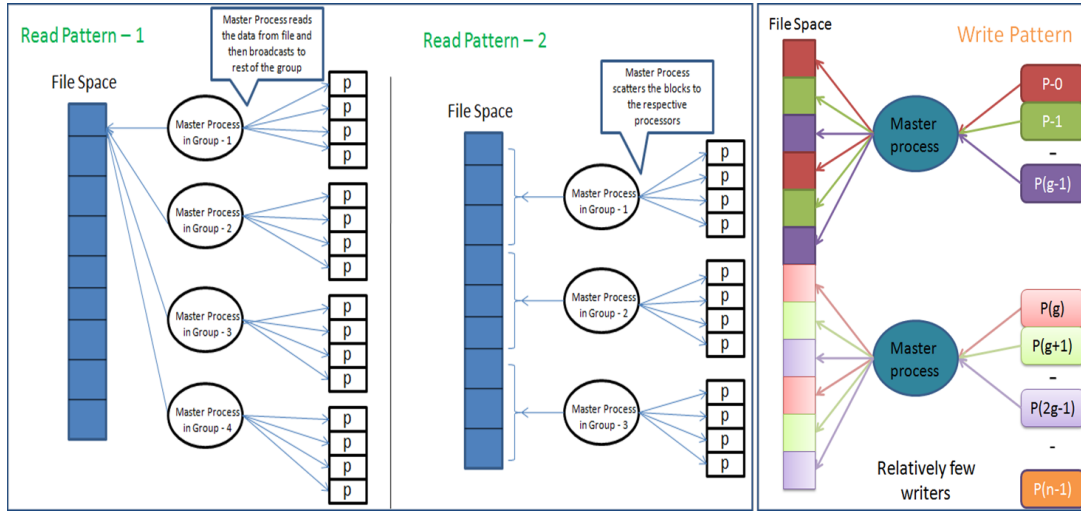 Read Pattern – 1
Master Process reads
the data from file and
then broadcasts to
rest of the group
File Space
Master Process
in Group - 1
p
p
p
p
Master Process
in Group - 2
p
p
p
p
Master Process
in Group - 3
p
p
p
p
Master Process
in Group - 4
p
p
p
p
Read Pattern – 2
Master Process
scatters the blocks to
the respective
processors
File Space
Master Process
in Group - 1
p
p
p
p
Master Process
in Group - 2
p
p
p
p
Master Process
in Group - 3
p
p
p
p
File Space
Write Pattern
Master
process
P-0
P-1
–
P(g-1)
Master
process
P(g)
P(g+1)
–
P(2g-1)
-
P(n-1)
Relatively few
writers